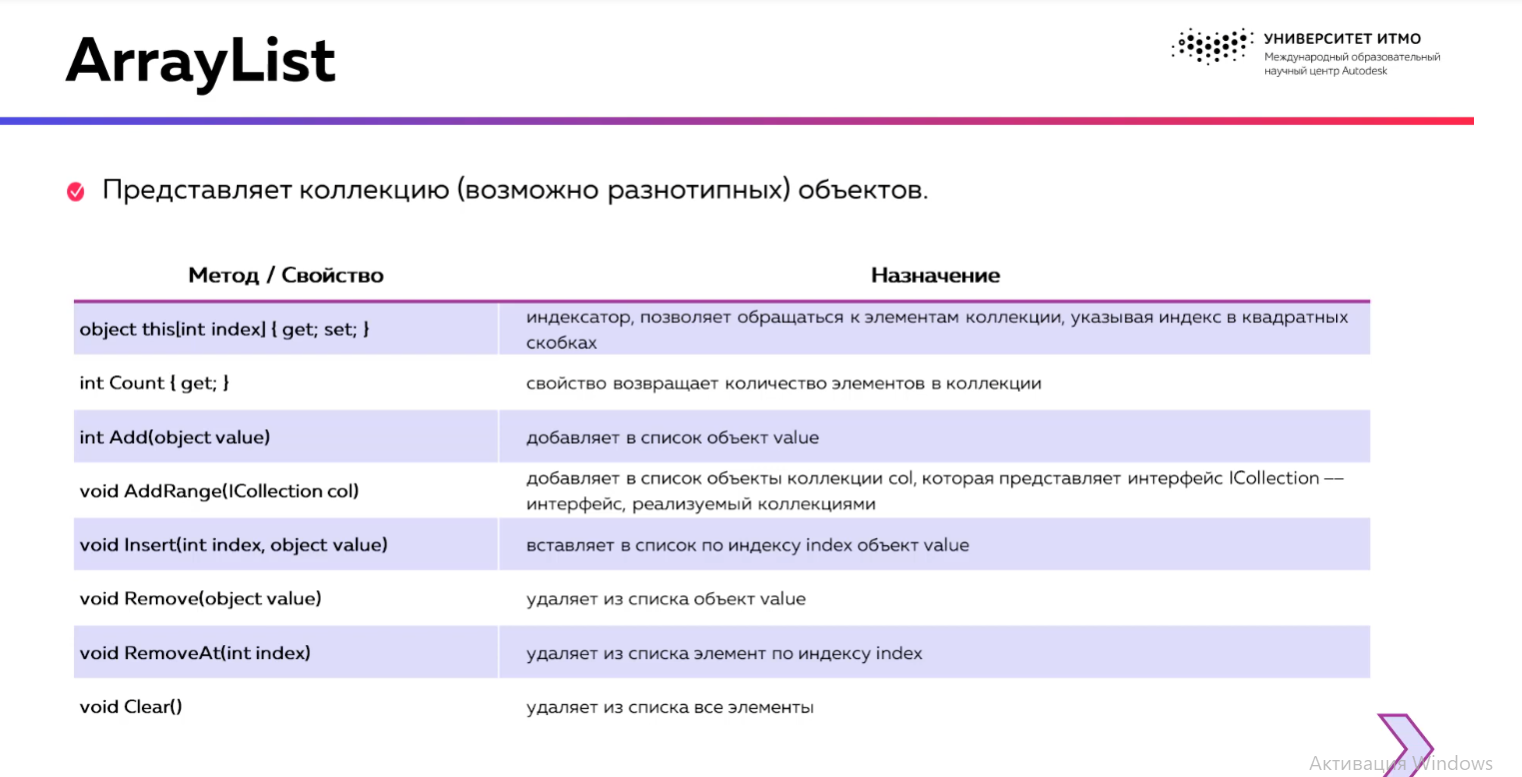 ArrayList
УНИВЕРСИТЕТ ИТМО
Международный образовательный
научный центр Autodesk
Представляет коллекцию (возможно разнотипных) объектов.
Метод / Свойство
Назначение
object this[int index] { get; set; }
индексатор, позволяет обращаться к элементам коллекции, указывая индекс в квадратных
скобках
int Count { get; }
свойство возвращает количество элементов в коллекции
int Add(object value)
добавляет в список объект value
void AddRange(ICollection col)
добавляет в список объекты коллекции col, которая представляет интерфейс ICollection —
интерфейс, реализуемый коллекциями
void Insert(int index, object value)
вставляет в список по индексу index объект value
void Remove(object value)
удаляет из списка объект value
void RemoveAt(int index)
удаляет из списка элемент по индексу index
void Clear()
удаляет из списка все элементы
Активация Windows